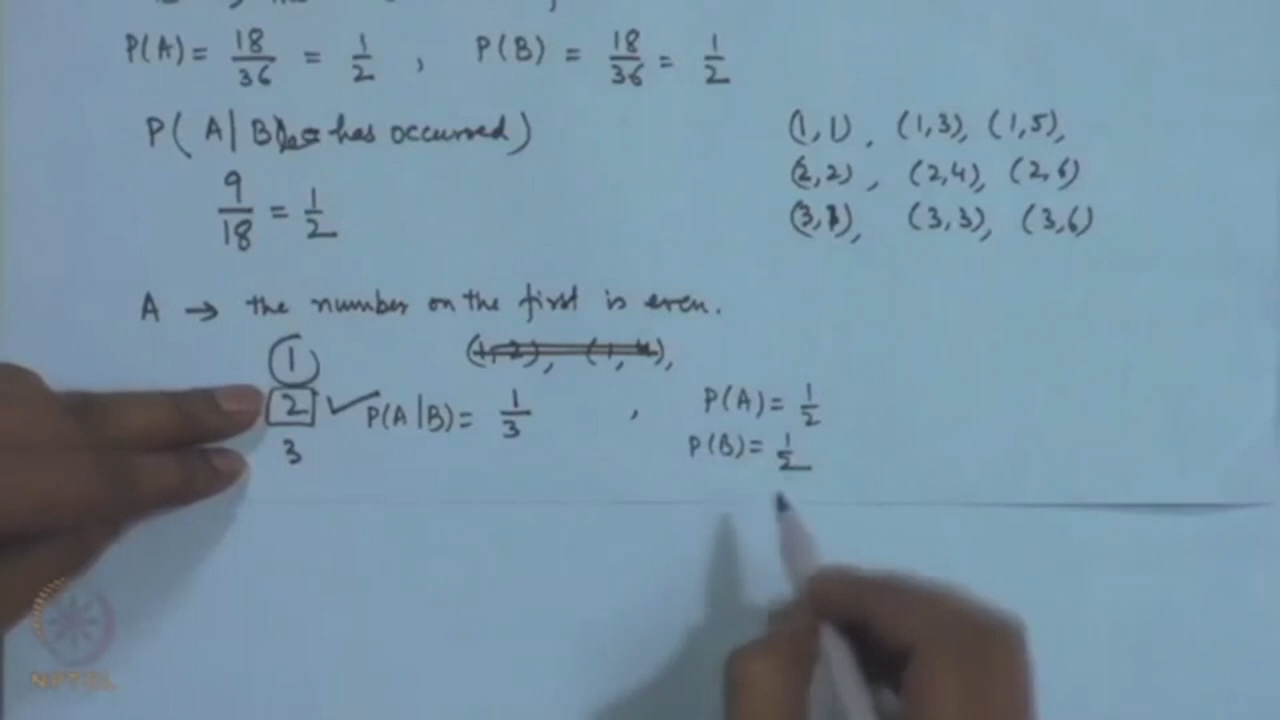 P(A) = 18/36 = 1/2 , P(B) = 18/36 = 1/2
P( A | B has occurred)
9/18 = 1/2
(1,1), (1,3), (1,5),
(2,2), (2,4), (2,6)
(3,1), (3,3), (3,6)
A → the number on the first is even.
1
2 ✓ P(A|B) = 1/3 , P(A) = 1/2
3 P(B) = 1/2
NPTEL